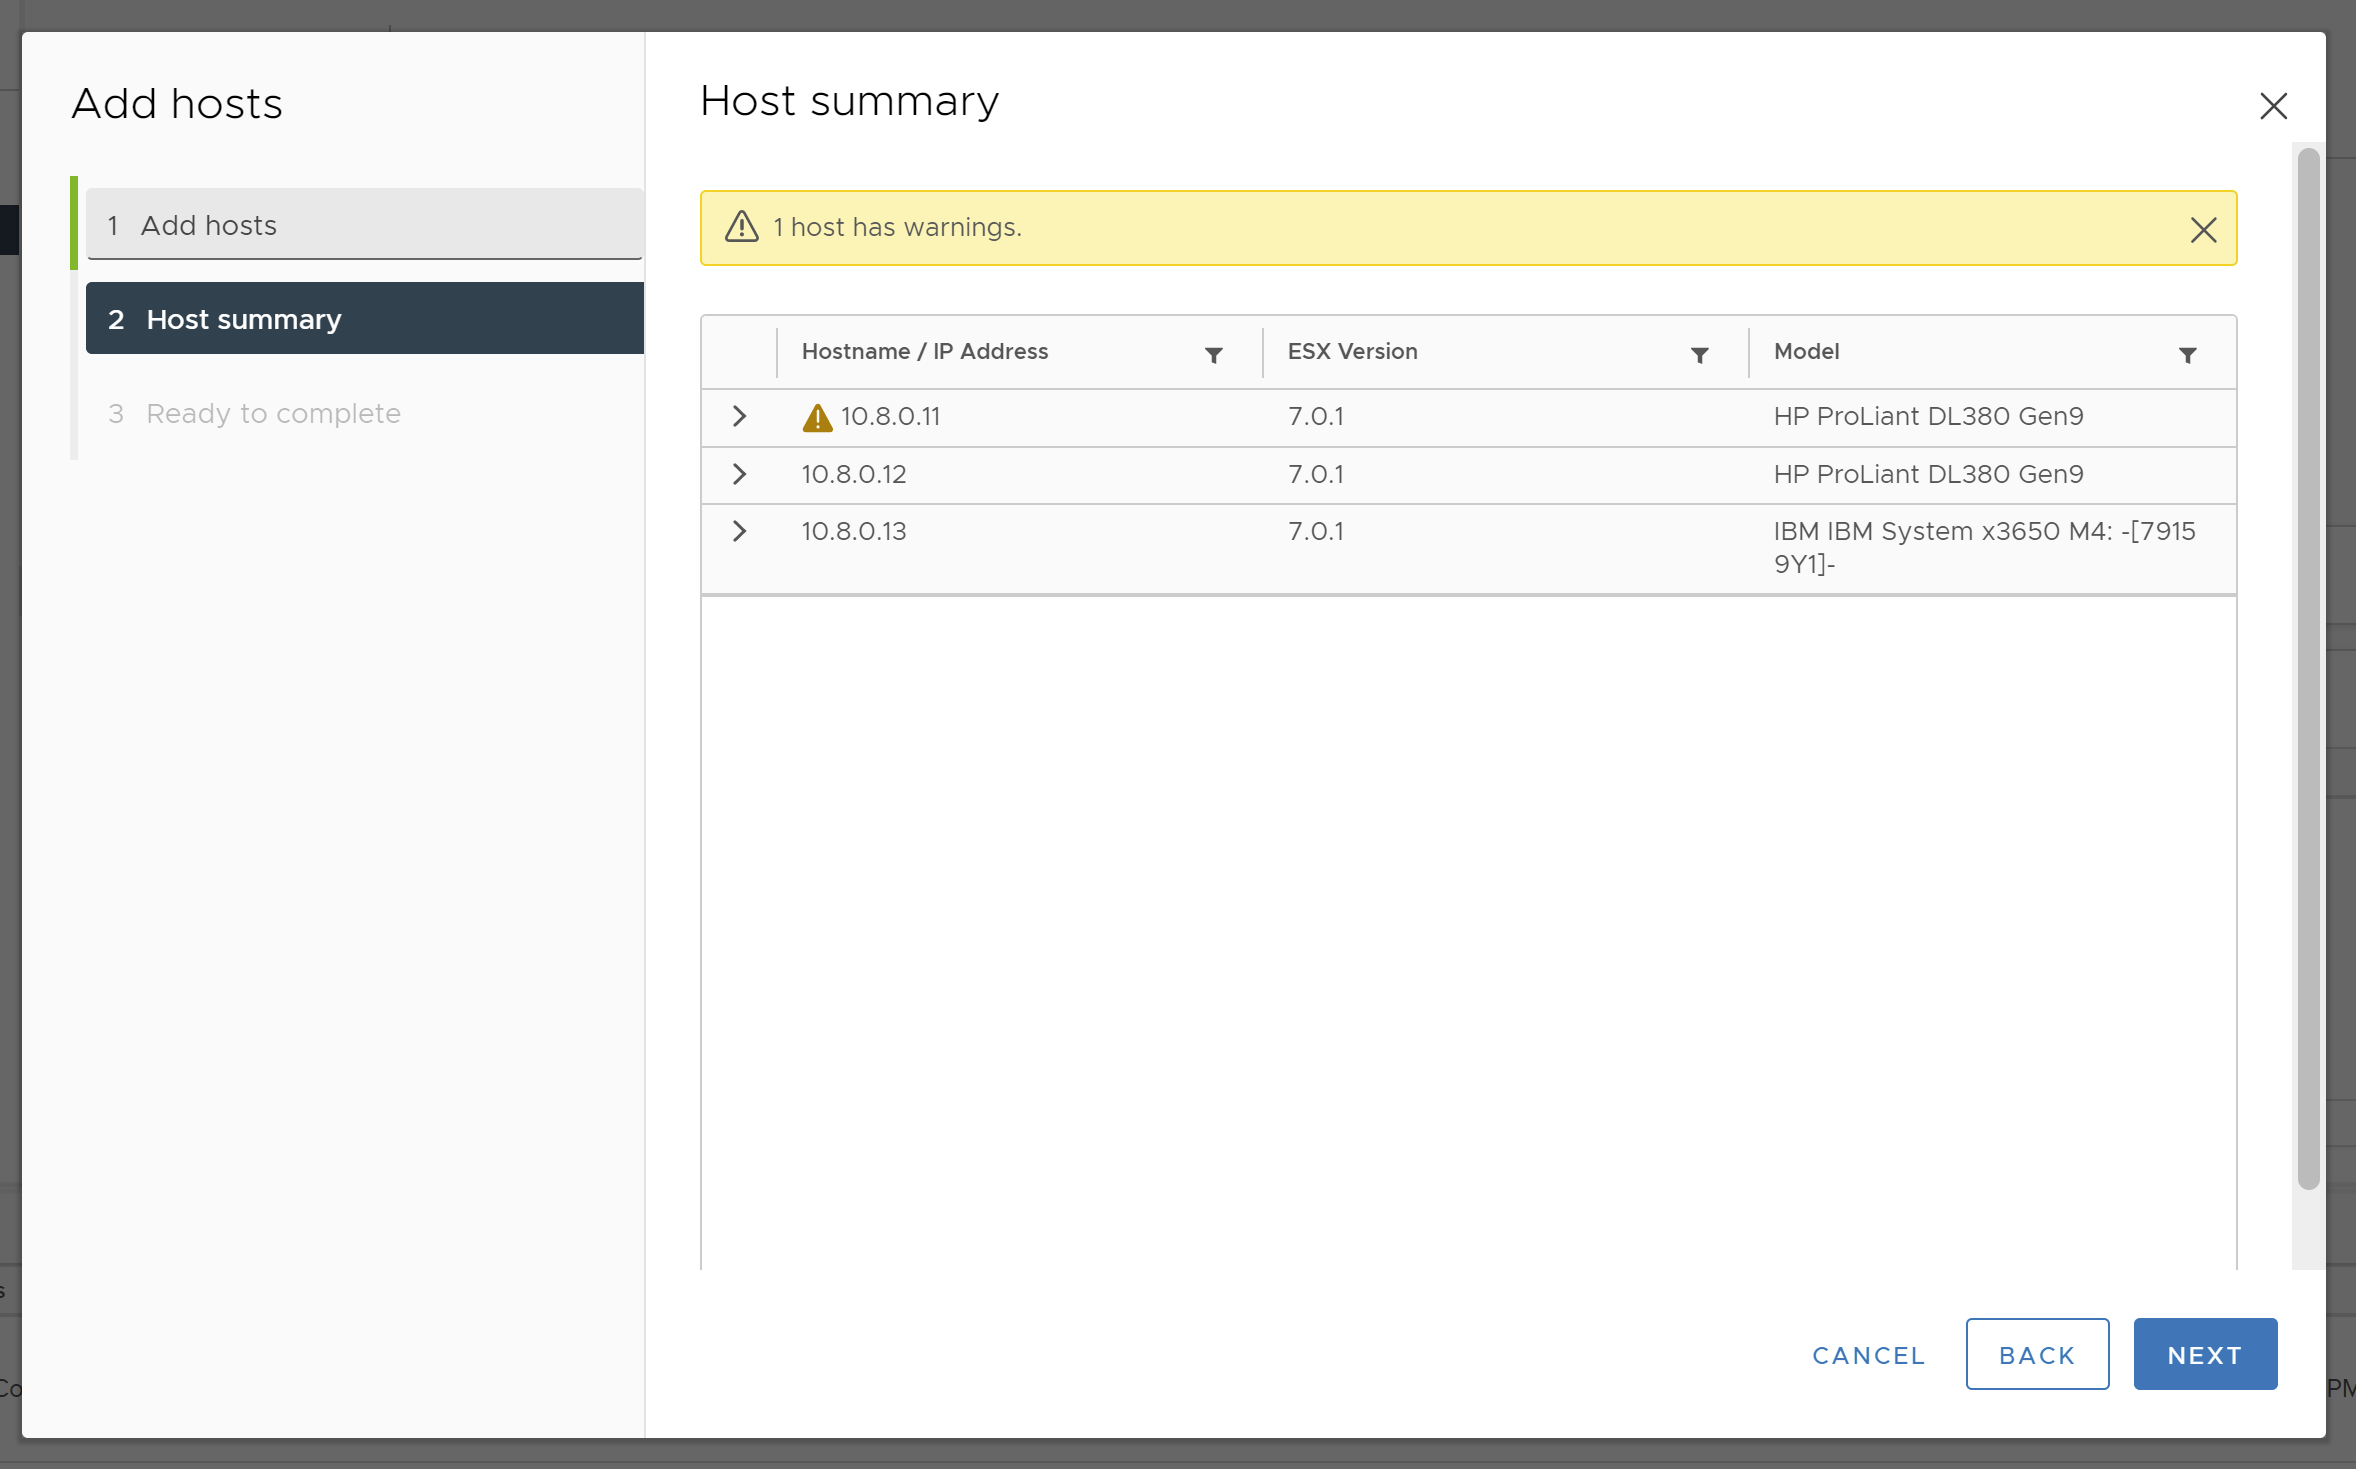 Add hosts
1 Add hosts
2 Host summary
3 Ready to complete
Host summary
1 host has warnings.
Hostname / IP Address ESX Version Model
10.8.0.11 7.0.1 HP ProLiant DL380 Gen9
10.8.0.12 7.0.1 HP ProLiant DL380 Gen9
10.8.0.13 7.0.1 IBM IBM System x3650 M4: -[7915
9Y1]-
CANCEL BACK NEXT
s
Co
PM